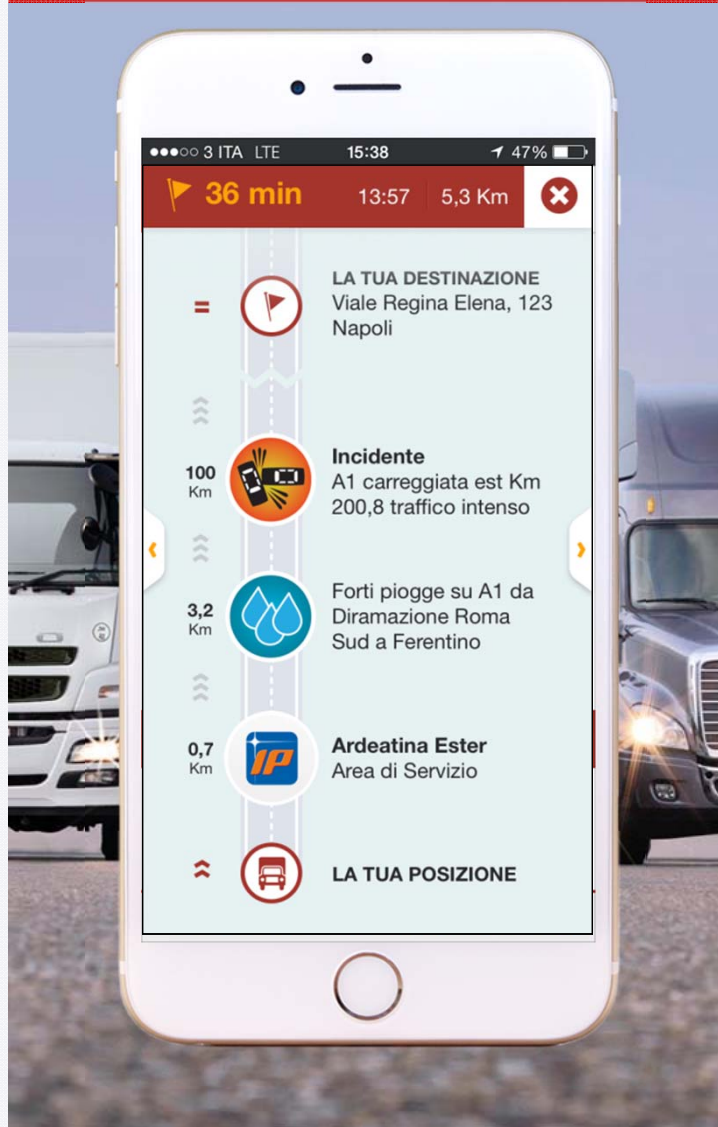 3 ITA LTE 15:38 47%
36 min 13:57 5,3 Km
LA TUA DESTINAZIONE
Viale Regina Elena, 123
Napoli
=
100
Km
Incidente
A1 carreggiata est Km
200,8 traffico intenso
3,2
Km
Forti piogge su A1 da
Diramazione Roma
Sud a Ferentino
0,7
Km
IP
Ardeatina Ester
Area di Servizio
LA TUA POSIZIONE